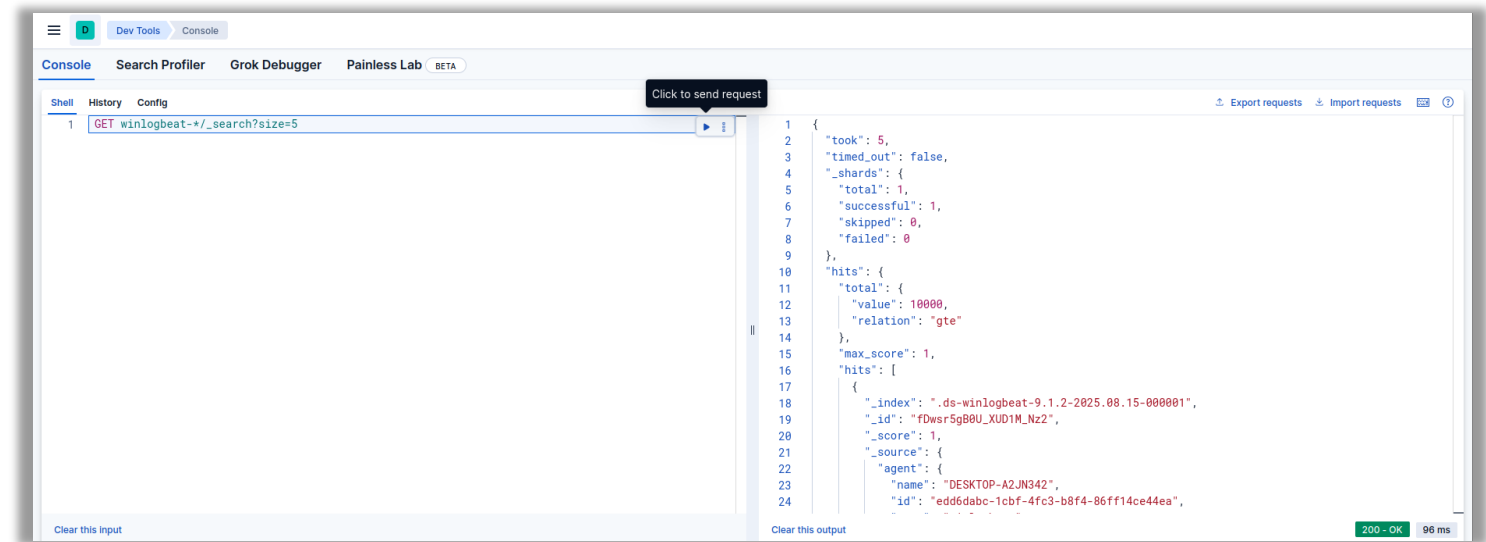 D Dev Tools Console
Console Search Profiler Grok Debugger Painless Lab BETA
Click to send request
Shell History Config
Export requests Import requests
1 GET winlogbeat-*/_search?size=5
1 {
2 "took": 5,
3 "timed_out": false,
4 "_shards": {
5 "total": 1,
6 "successful": 1,
7 "skipped": 0,
8 "failed": 0
9 },
10 "hits": {
11 "total": {
12 "value": 10000,
13 "relation": "gte"
14 },
15 "max_score": 1,
16 "hits": [
17 {
18 "_index": ".ds-winlogbeat-9.1.2-2025.08.15-000001",
19 "_id": "fDwsr5gB0U_XUD1M_Nz2",
20 "_score": 1,
21 "_source": {
22 "agent": {
23 "name": "DESKTOP-A2JN342",
24 "id": "edd6dabc-1cbf-4fc3-b8f4-86ff14ce44ea",
Clear this input
Clear this output
200 - OK 96 ms